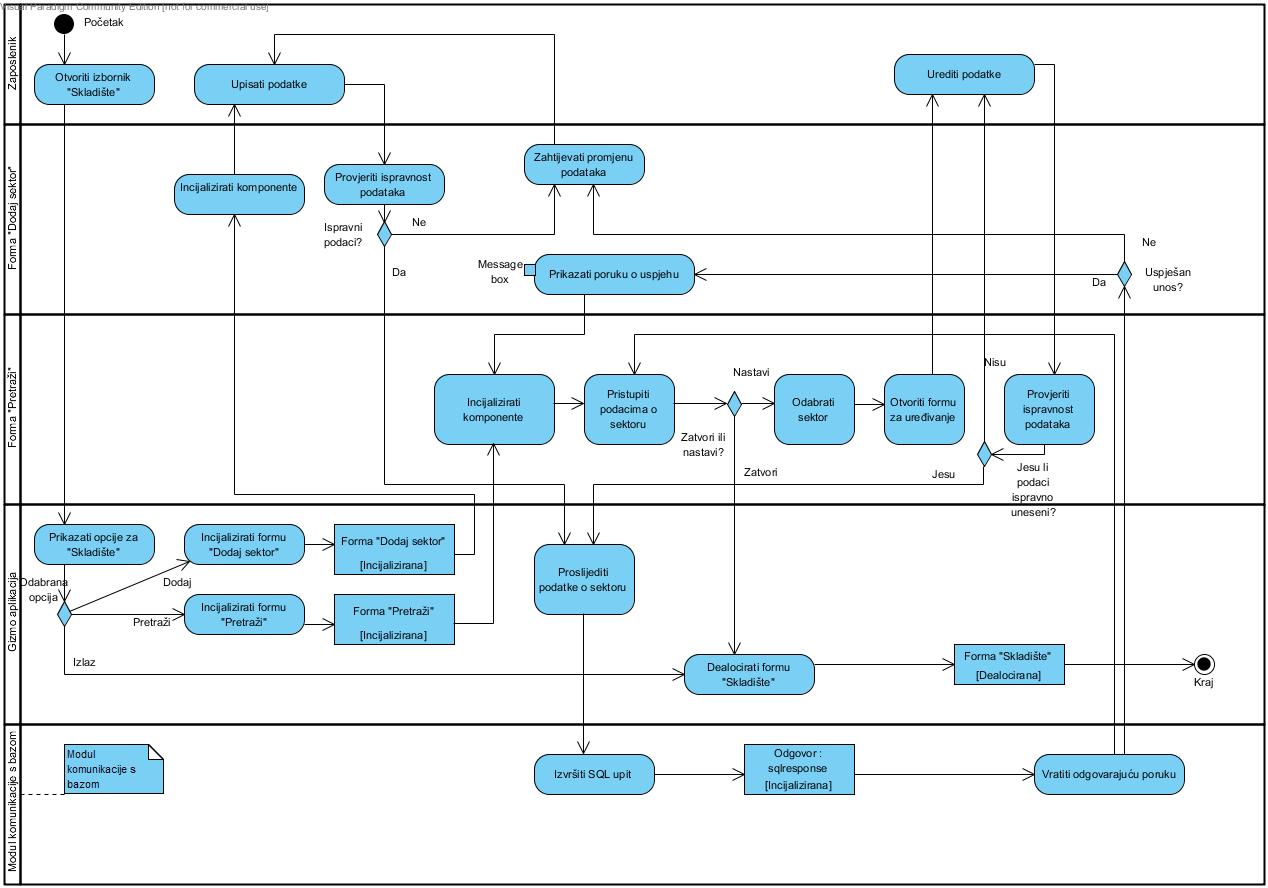 Visual Paradigm Community Edition [not for commercial use]
Početak
Zaposlenik
Otvoriti izbornik
"Skladište"
Upisati podatke
Urediti podatke
Forma "Dodaj sektor"
Incijalizirati komponente
Provjeriti ispravnost
podataka
Zahtijevati promjenu
podataka
Ispravni
podaci?
Ne
Da
Message
box
Prikazati poruku o uspjehu
Ne
Da
Uspješan
unos?
Forma "Pretraži"
Incijalizirati
komponente
Pristupiti
podacima o
sektoru
Nastavi
Zatvori ili
nastavi?
Odabrati
sektor
Otvoriti formu
za uređivanje
Nisu
Provjeriti
ispravnost
podataka
Zatvori
Jesu
Jesu li
podaci
ispravno
uneseni?
Gizmo aplikacija
Prikazati opcije za
"Skladište"
Odabrana
opcija
Dodaj
Pretraži
Izlaz
Incijalizirati formu
"Dodaj sektor"
Forma "Dodaj sektor"
[Incijalizirana]
Incijalizirati formu
"Pretraži"
Forma "Pretraži"
[Incijalizirana]
Proslijediti
podatke o sektoru
Dealocirati formu
"Skladište"
Forma "Skladište"
[Dealocirana]
Kraj
Modul komunikacije s bazom
Modul
komunikacije s
bazom
Izvršiti SQL upit
Odgovor :
sqlresponse
[Incijalizirana]
Vratiti odgovarajuću poruku